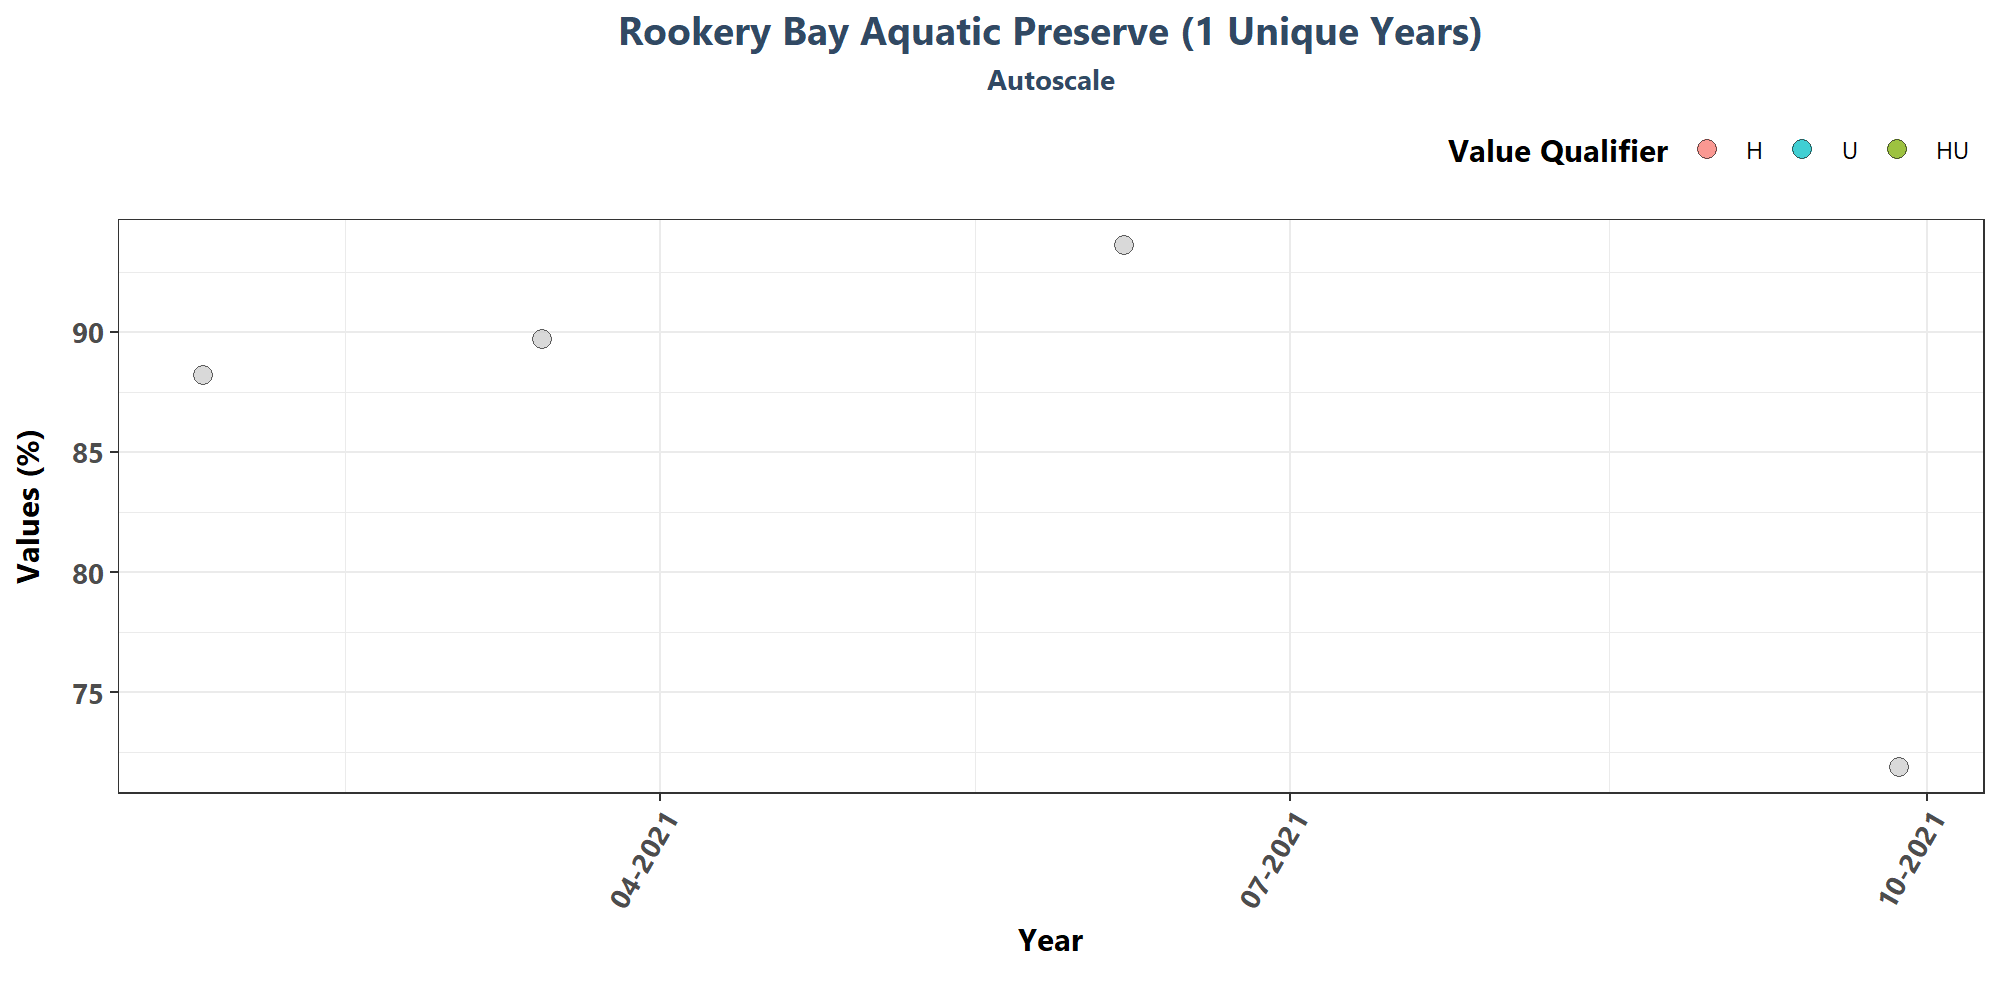 Rookery Bay Aquatic Preserve (1 Unique Years)
Autoscale
Value Qualifier H U HU
Values (%)
90
85
80
75
04-2021 07-2021 10-2021
Year